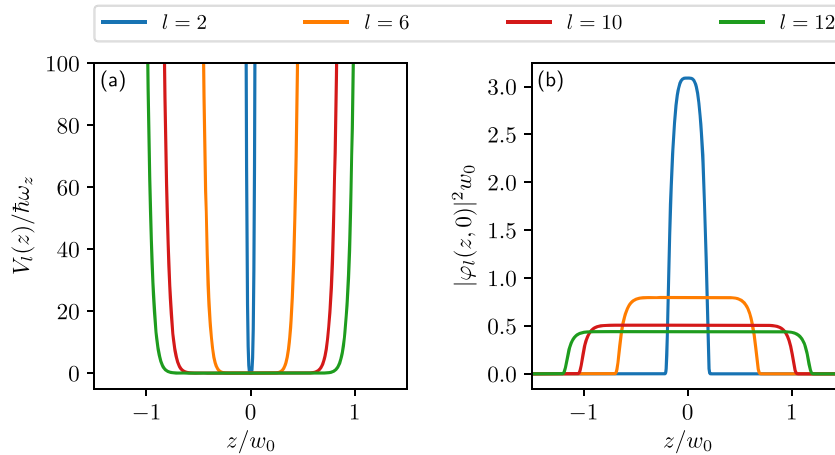 l = 2
l = 6
l = 10
l = 12
(a)
V_l(z)/ħω_z
100
80
60
40
20
0
−1
0
1
z/w_0
(b)
|φ_l(z, 0)|^2 w_0
3.0
2.5
2.0
1.5
1.0
0.5
0.0
−1
0
1
z/w_0